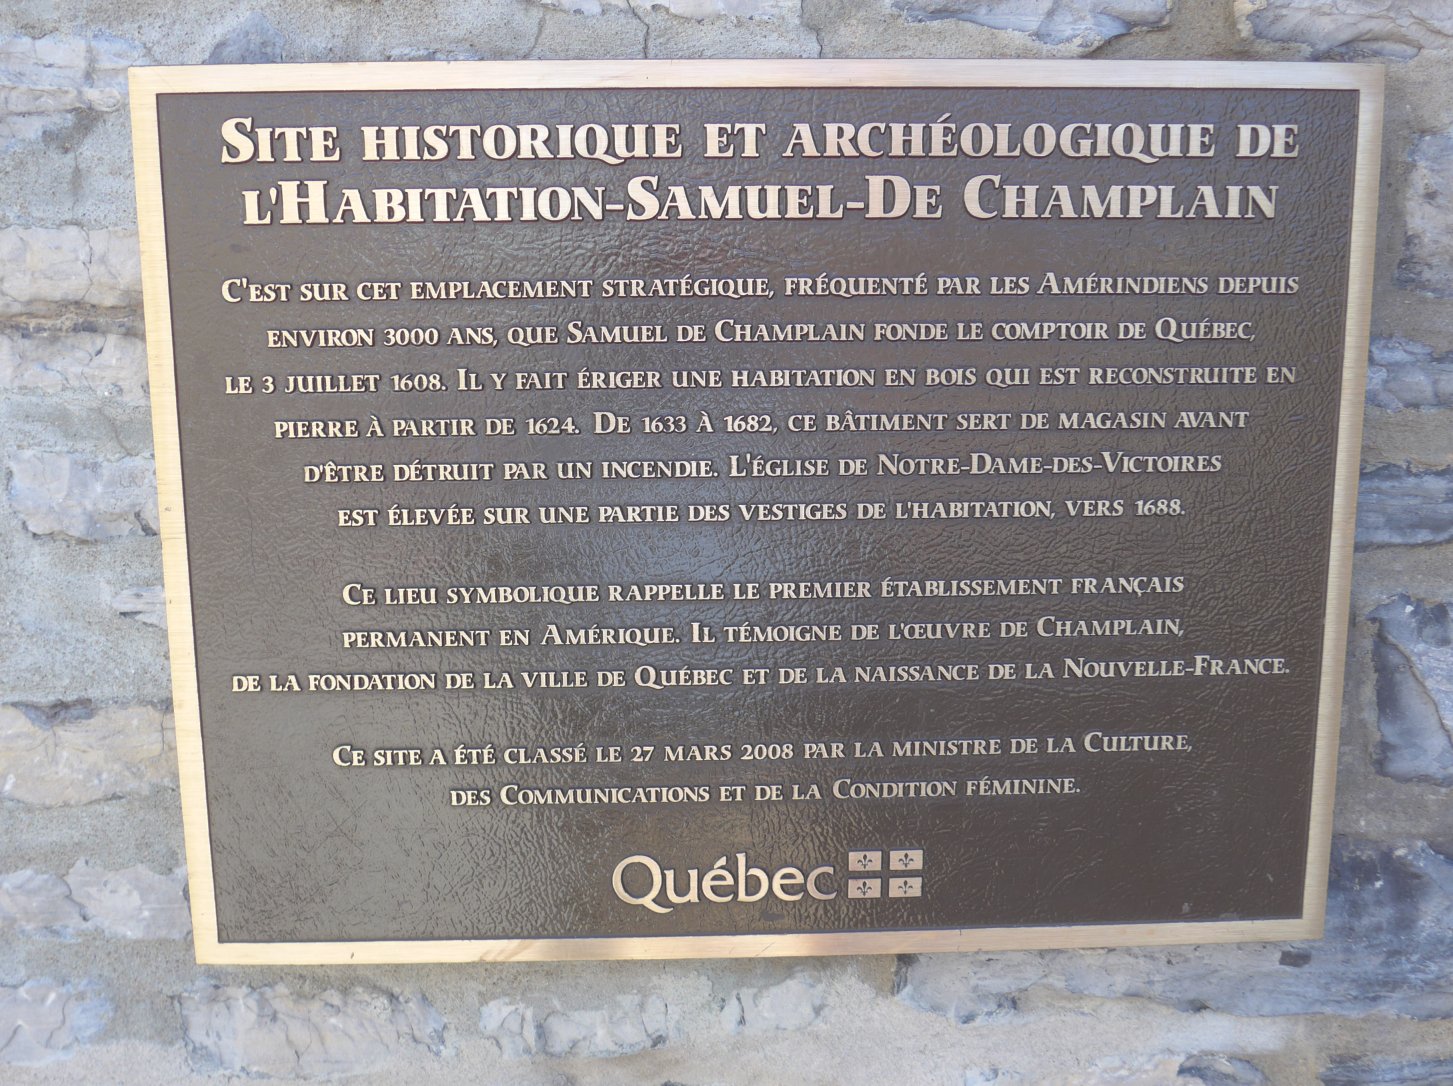 Site historique et archéologique de
l'Habitation-Samuel-De Champlain
C'est sur cet emplacement stratégique, fréquenté par les Amérindiens depuis
environ 3000 ans, que Samuel de Champlain fonde le comptoir de Québec,
le 3 juillet 1608. Il y fait ériger une habitation en bois qui est reconstruite en
pierre à partir de 1624. De 1633 à 1682, ce bâtiment sert de magasin avant
d'être détruit par un incendie. L'église de Notre-Dame-des-Victoires
est élevée sur une partie des vestiges de l'habitation, vers 1688.
Ce lieu symbolique rappelle le premier établissement français
permanent en Amérique. Il témoigne de l'œuvre de Champlain,
de la fondation de la ville de Québec et de la naissance de la Nouvelle-France.
Ce site a été classé le 27 mars 2008 par la ministre de la Culture,
des Communications et de la Condition féminine.
Québec